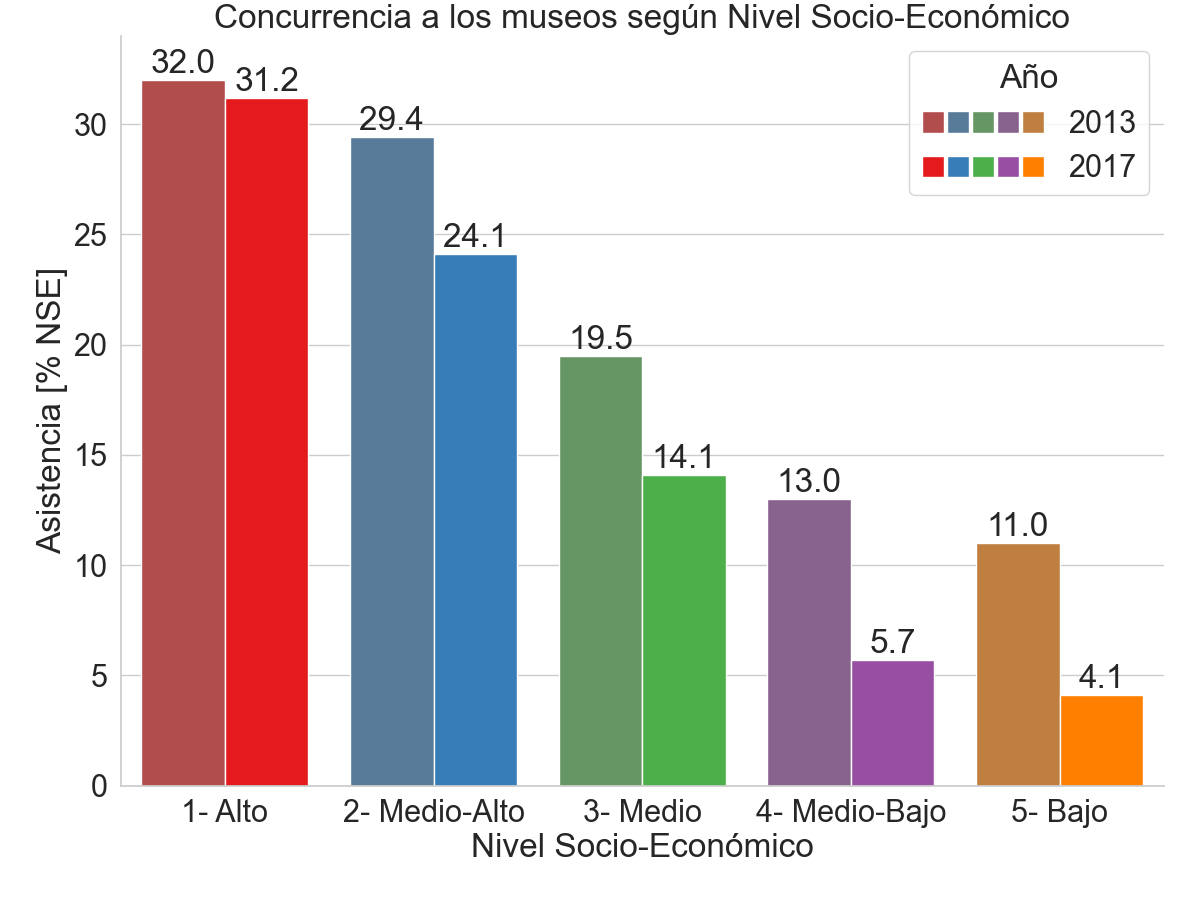 Concurrencia a los museos según Nivel Socio-Económico
Año
2013
2017
Asistencia [% NSE]
30
25
20
15
10
5
0
32.0
31.2
29.4
24.1
19.5
14.1
13.0
5.7
11.0
4.1
1- Alto
2- Medio-Alto
3- Medio
4- Medio-Bajo
5- Bajo
Nivel Socio-Económico